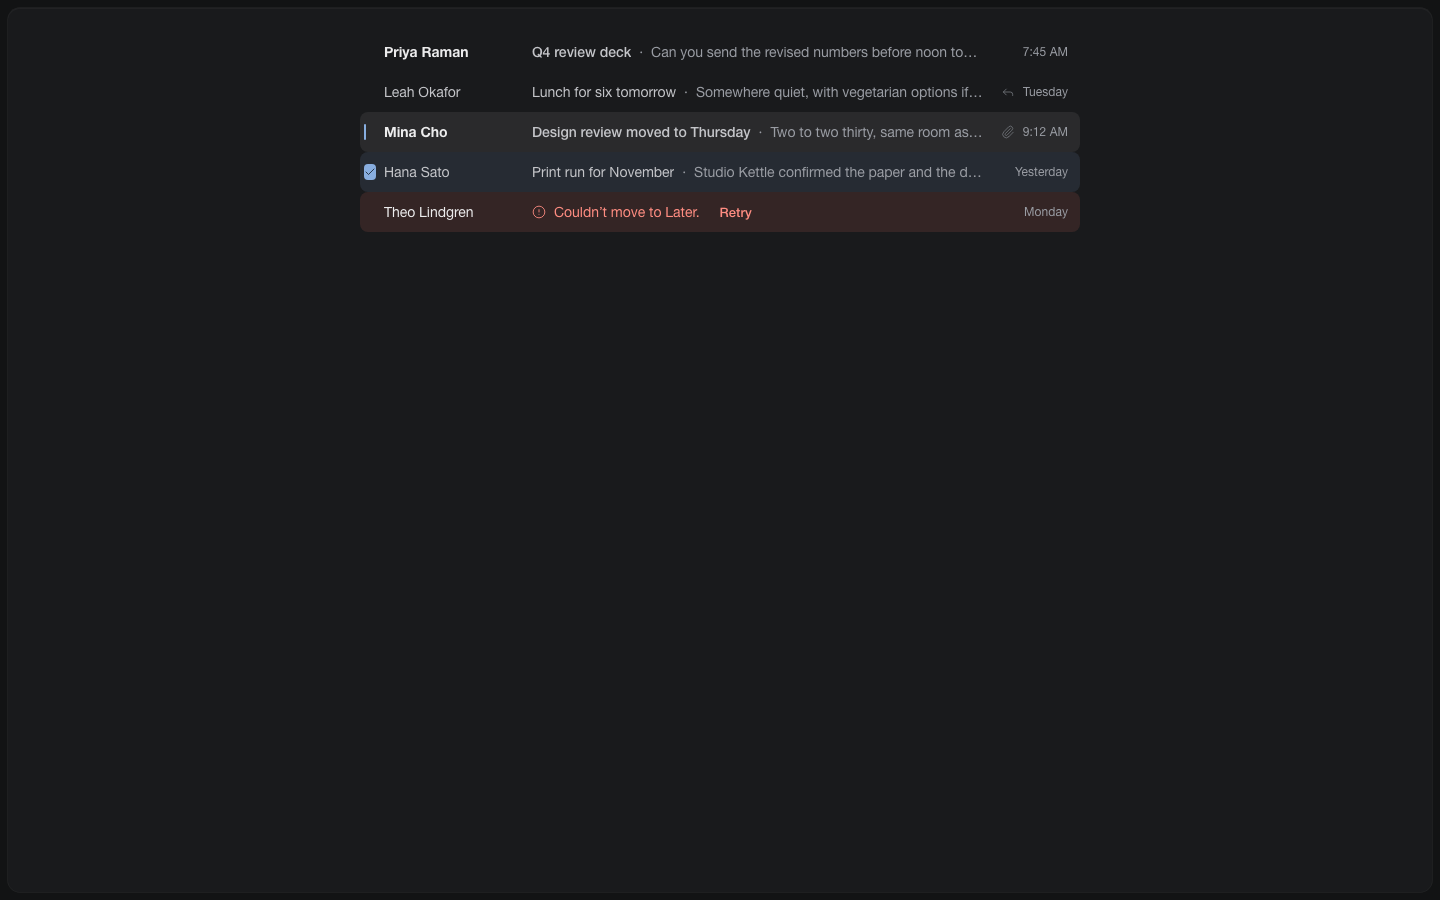 Priya Raman Q4 review deck · Can you send the revised numbers before noon to… 7:45 AM
Leah Okafor Lunch for six tomorrow · Somewhere quiet, with vegetarian options if… Tuesday
Mina Cho Design review moved to Thursday · Two to two thirty, same room as… 9:12 AM
Hana Sato Print run for November · Studio Kettle confirmed the paper and the d… Yesterday
Theo Lindgren Couldn’t move to Later. Retry Monday